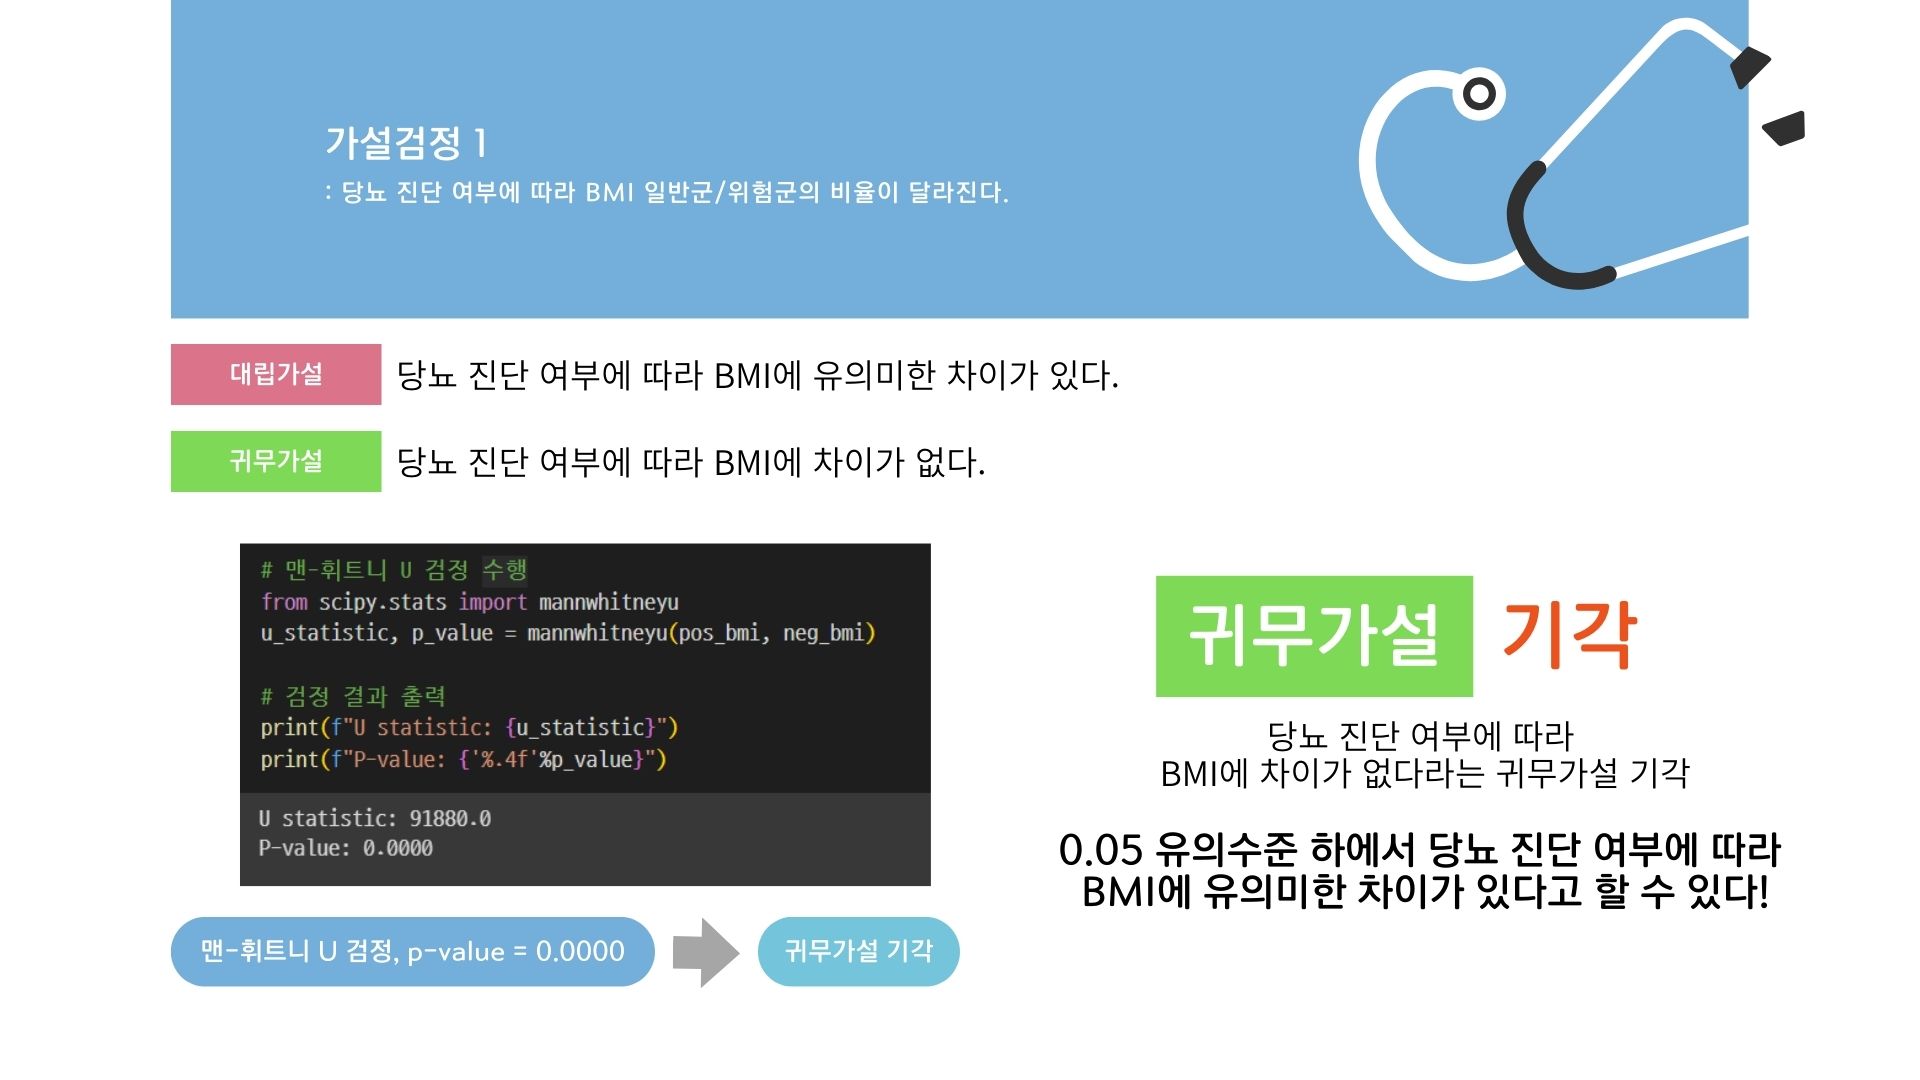 가설검정 1
: 당뇨 진단 여부에 따라 BMI 일반군/위험군의 비율이 달라진다.
대립가설
당뇨 진단 여부에 따라 BMI에 유의미한 차이가 있다.
귀무가설
당뇨 진단 여부에 따라 BMI에 차이가 없다.
# 맨-휘트니 U 검정 수행
from scipy.stats import mannwhitneyu
u_statistic, p_value = mannwhitneyu(pos_bmi, neg_bmi)
# 검정 결과 출력
print(f"U statistic: {u_statistic}")
print(f"P-value: {'%.4f'%p_value}")
U statistic: 91880.0
P-value: 0.0000
맨-휘트니 U 검정, p-value = 0.0000
귀무가설 기각
귀무가설 기각
당뇨 진단 여부에 따라
BMI에 차이가 없다라는 귀무가설 기각
0.05 유의수준 하에서 당뇨 진단 여부에 따라
BMI에 유의미한 차이가 있다고 할 수 있다!